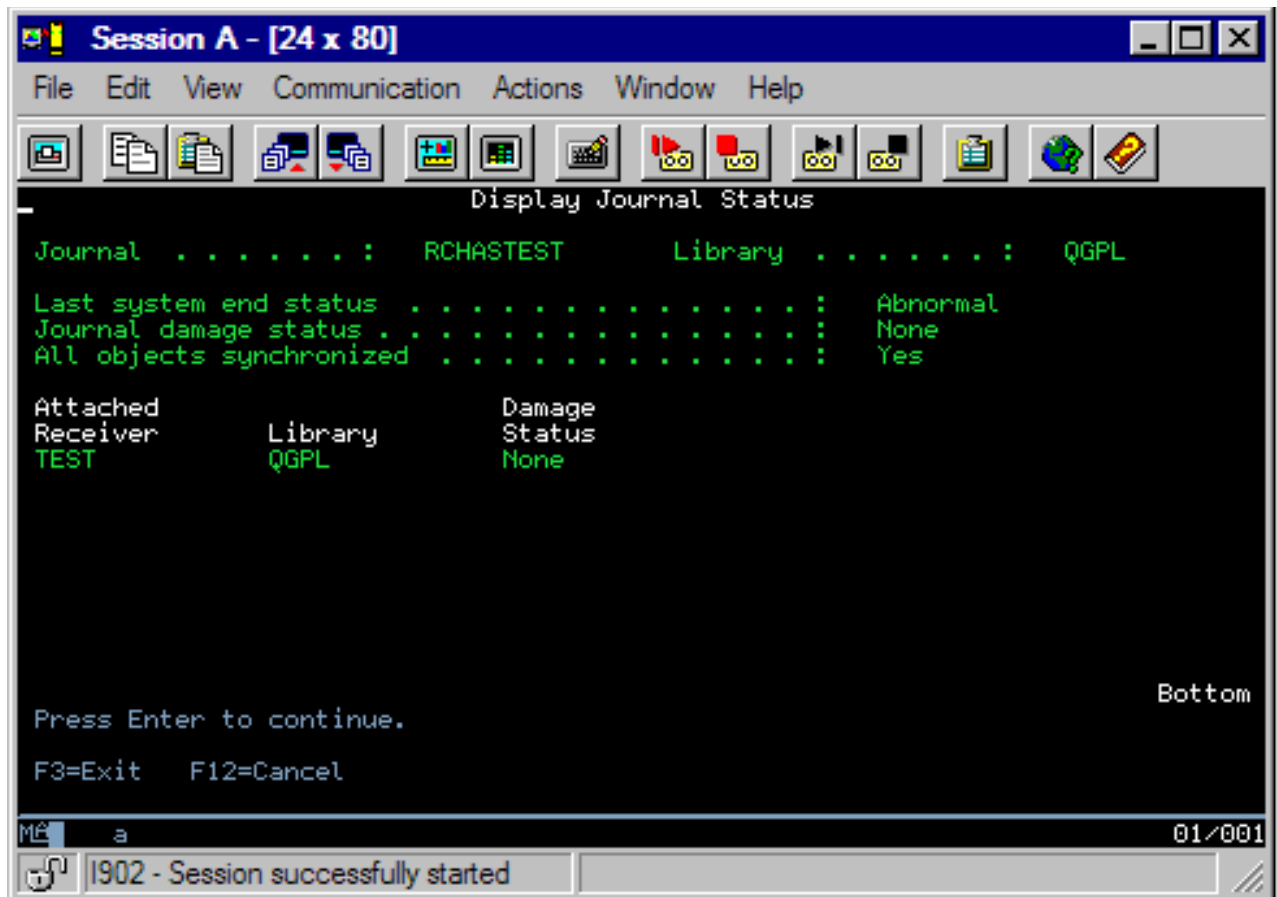 Session A - [24 x 80]
File Edit View Communication Actions Window Help
Display Journal Status
Journal . . . . . . : RCHASTEST Library . . . . . . : QGPL
Last system end status . . . . . . . . . . . . . . : Abnormal
Journal damage status . . . . . . . . . . . . . . . : None
All objects synchronized . . . . . . . . . . . . . : Yes
Attached Damage
Receiver Library Status
TEST QGPL None
Bottom
Press Enter to continue.
F3=Exit F12=Cancel
MA a 01/001
I902 - Session successfully started